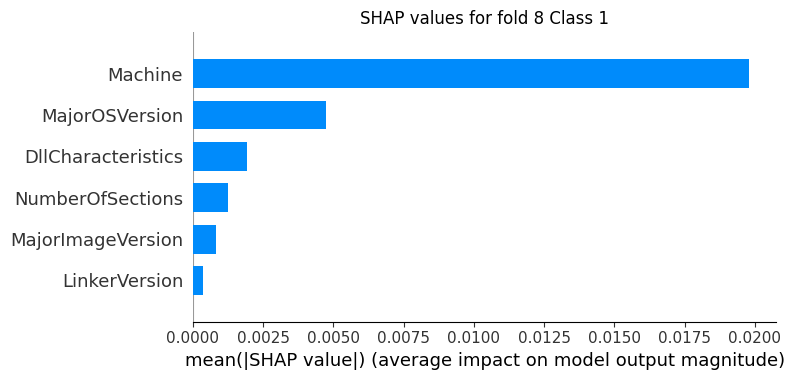 SHAP values for fold 8 Class 1
Machine
MajorOSVersion
DllCharacteristics
NumberOfSections
MajorImageVersion
LinkerVersion
0.0000 0.0025 0.0050 0.0075 0.0100 0.0125 0.0150 0.0175 0.0200
mean(|SHAP value|) (average impact on model output magnitude)